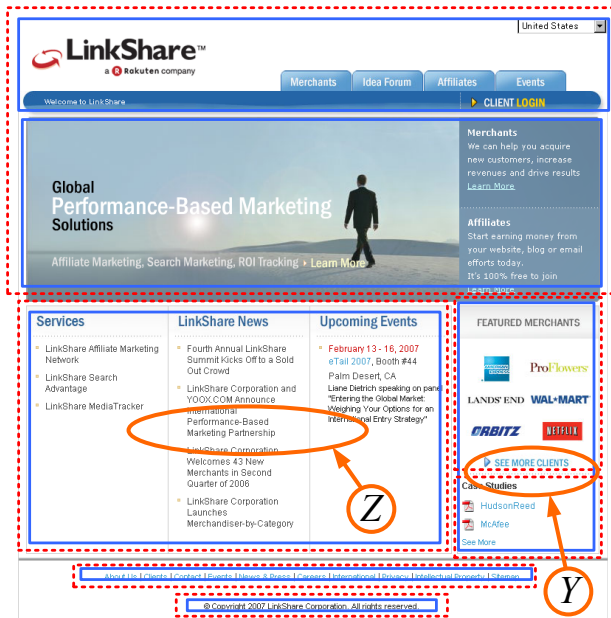 United States
LinkShare™
a Rakuten company
Merchants Idea Forum Affiliates Events
Welcome to LinkShare
CLIENT LOGIN
Merchants
We can help you acquire
new customers, increase
revenues and drive results
Learn More
Global
Performance-Based Marketing
Solutions
Affiliate Marketing, Search Marketing, ROI Tracking Learn More
Affiliates
Start earning money from
your website, blog or email
efforts today.
It's 100% free to join
Learn More
Services
LinkShare Affiliate Marketing
Network
LinkShare Search
Advantage
LinkShare MediaTracker
LinkShare News
Fourth Annual LinkShare
Summit Kicks Off to a Sold
Out Crowd
LinkShare Corporation and
YOOX.COM Announce
International
Performance-Based
Marketing Partnership
LinkShare Corporation
Welcomes 43 New
Merchants in Second
Quarter of 2006
LinkShare Corporation
Launches
Merchandiser-by-Category
Upcoming Events
February 13 - 16, 2007
eTail 2007, Booth #44
Palm Desert, CA
Liane Dietrich speaking on panel
"Entering the Global Market:
Weighing Your Options for an
International Entry Strategy"
Z
FEATURED MERCHANTS
AMERICAN EXPRESS
ProFlowers
LANDS' END WAL★MART
ORBITZ NETFLIX
SEE MORE CLIENTS
Case Studies
HudsonReed
McAfee
See More
Y
About Us | Clients | Contact | Events | News & Press | Careers | International | Privacy | Intellectual Property | Sitemap
© Copyright 2007 LinkShare Corporation. All rights reserved.